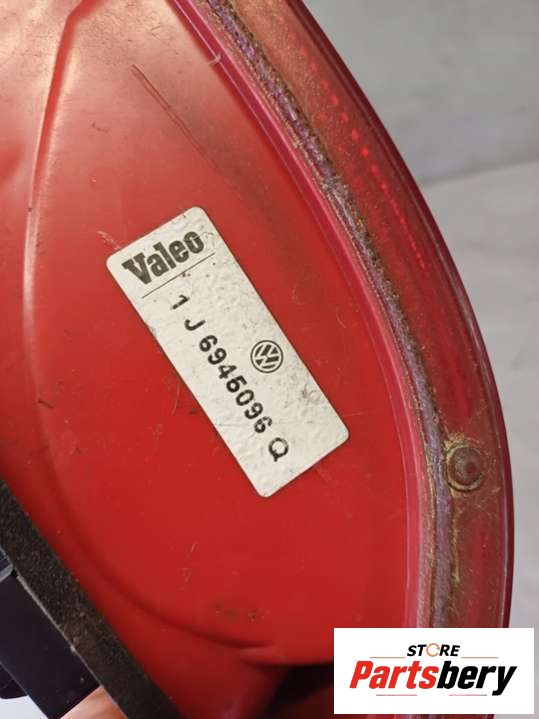 Valeo
1 J 6945096 Q
STORE
Partsbery